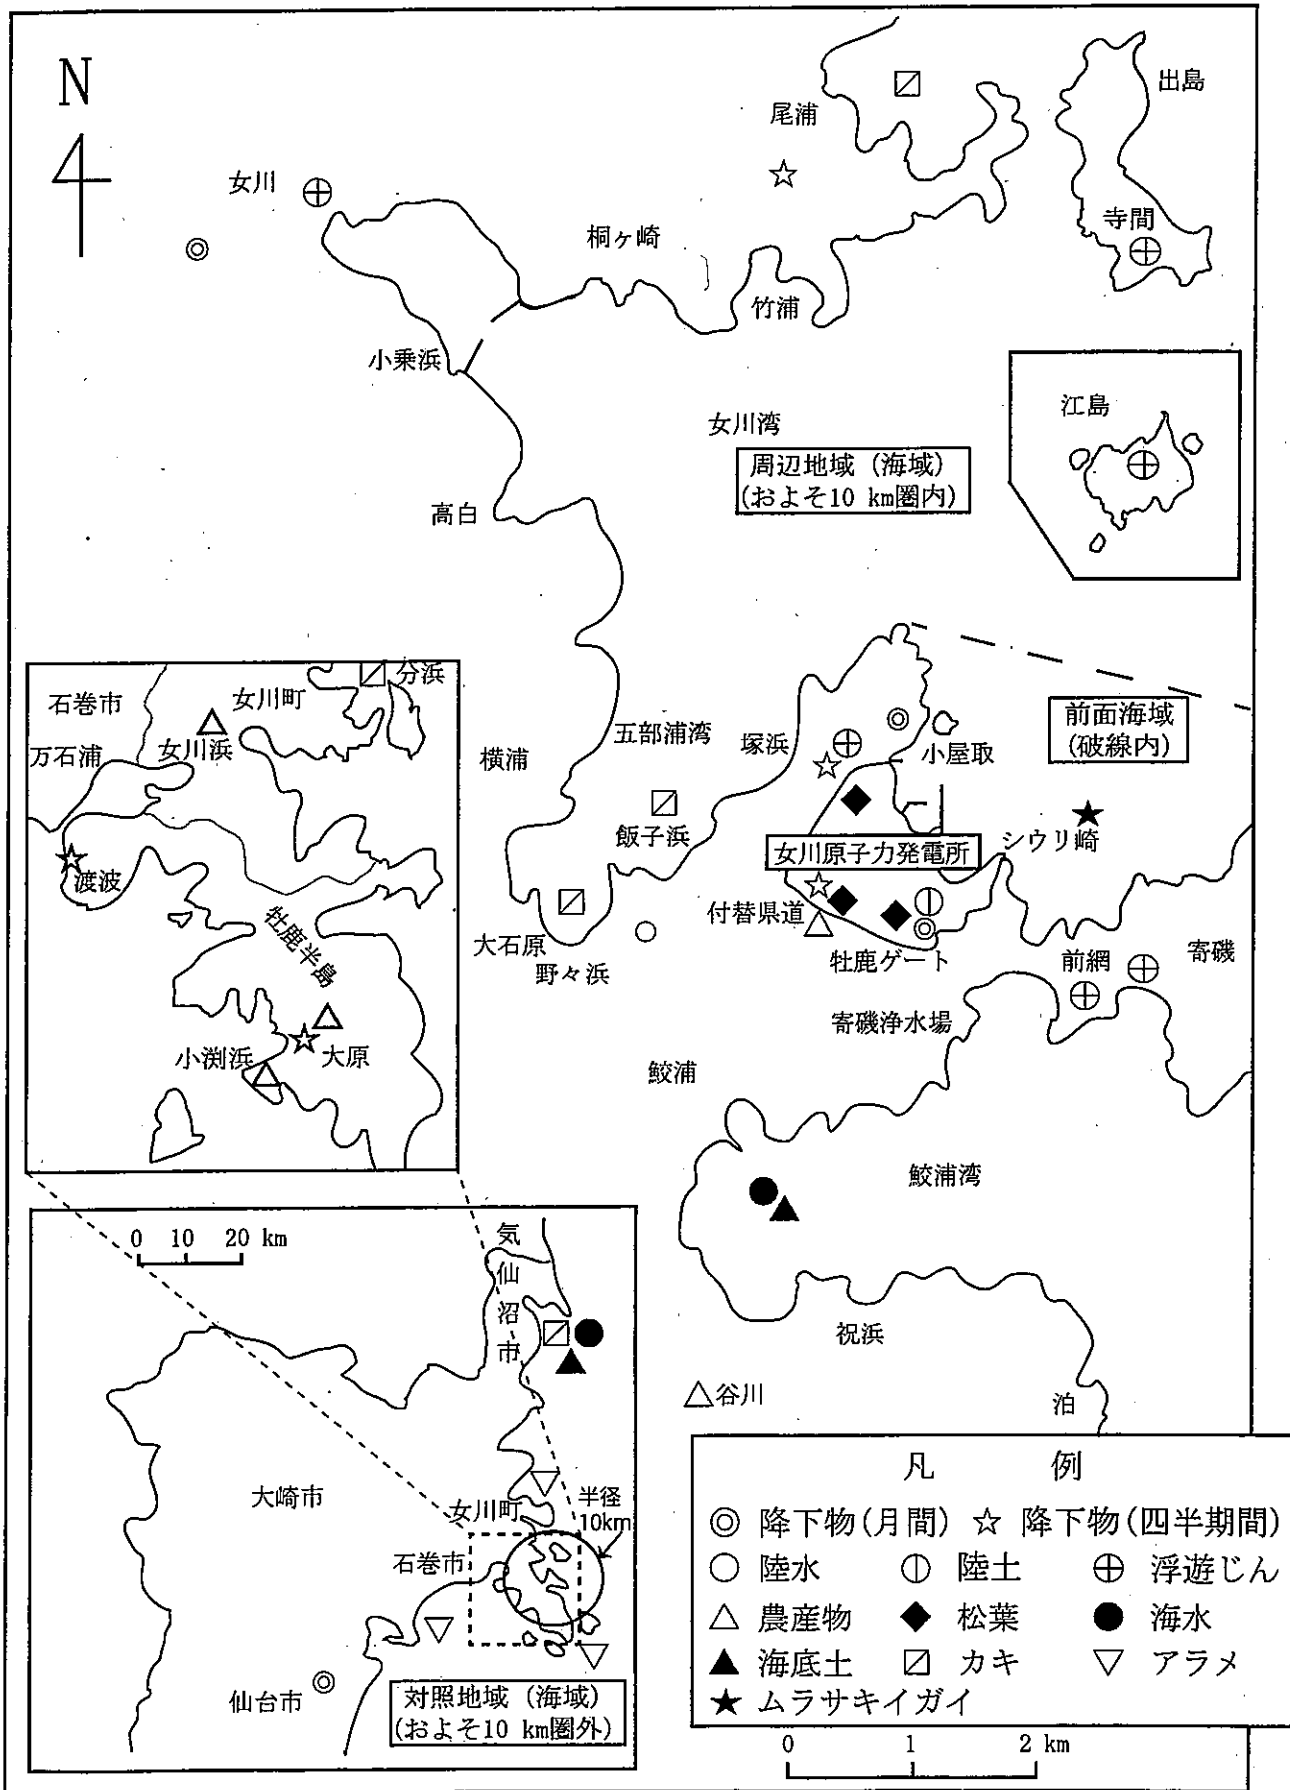 N
出島
尾浦
女川
寺間
桐ヶ崎
竹浦
小乗浜
江島
女川湾
周辺地域 (海域)
(およそ10 km圏内)
高白
分浜
石巻市
女川町
女川浜
万石浦
渡波
牡鹿半島
小渕浜
大原
前面海域
(破線内)
五部浦湾
塚浜
小屋取
横浦
飯子浜
シウリ崎
女川原子力発電所
付替県道
大石原
野々浜
牡鹿ゲート
前網
寄磯
寄磯浄水場
鮫浦
鮫浦湾
祝浜
谷川
泊
0 10 20 km
気仙沼市
大崎市
女川町
半径
10km
石巻市
仙台市
対照地域 (海域)
(およそ10 km圏外)
凡 例
◎ 降下物(月間) ☆ 降下物(四半期間)
○ 陸水 ⦶ 陸土 ⊕ 浮遊じん
△ 農産物 ◆ 松葉 ● 海水
▲ 海底土 ⍁ カキ ▽ アラメ
★ ムラサキイガイ
0 1 2 km